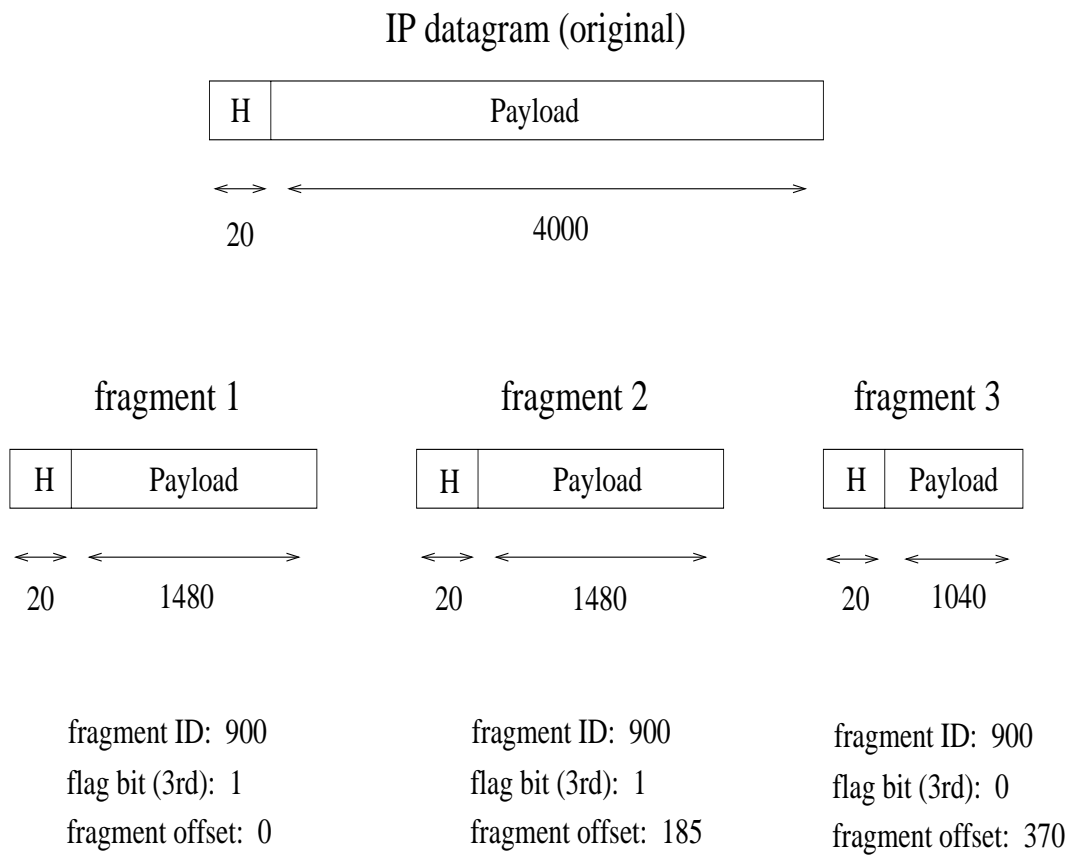 IP datagram (original)
H Payload
20 4000
fragment 1 fragment 2 fragment 3
H Payload H Payload H Payload
20 1480 20 1480 20 1040
fragment ID: 900 fragment ID: 900 fragment ID: 900
flag bit (3rd): 1 flag bit (3rd): 1 flag bit (3rd): 0
fragment offset: 0 fragment offset: 185 fragment offset: 370